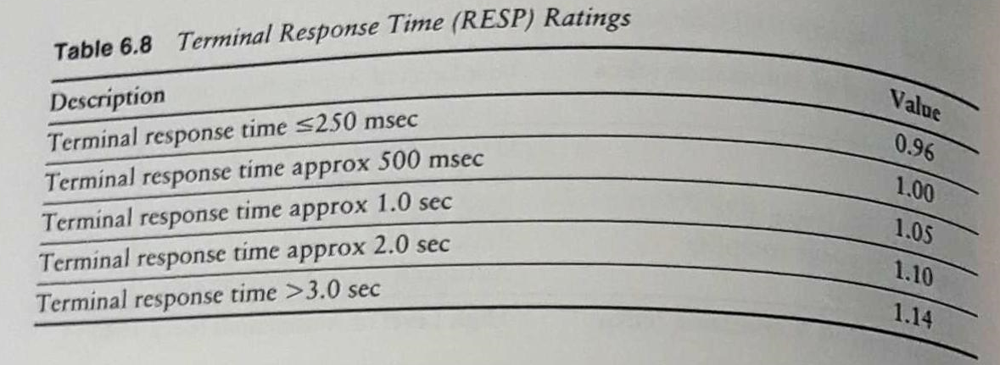 Table 6.8 Terminal Response Time (RESP) Ratings
Description Value
Terminal response time ≤250 msec 0.96
Terminal response time approx 500 msec 1.00
Terminal response time approx 1.0 sec 1.05
Terminal response time approx 2.0 sec 1.10
Terminal response time >3.0 sec 1.14